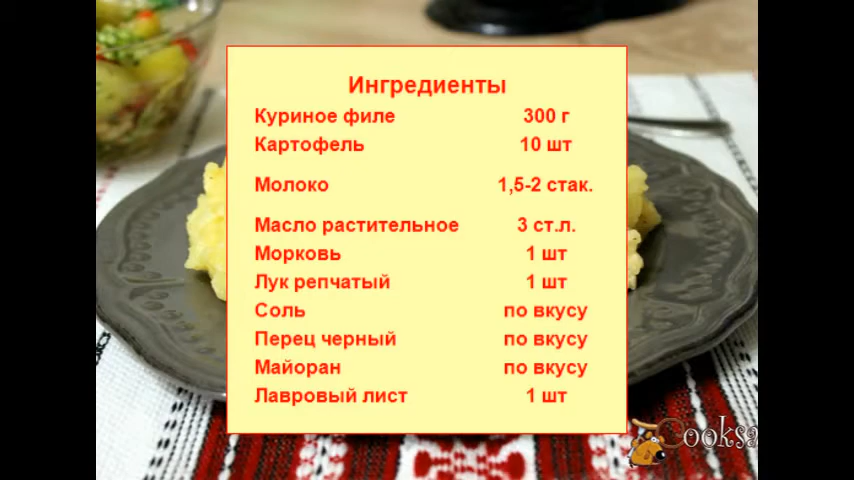 Ингредиенты
Куриное филе 300 г
Картофель 10 шт
Молоко 1,5-2 стак.
Масло растительное 3 ст.л.
Морковь 1 шт
Лук репчатый 1 шт
Соль по вкусу
Перец черный по вкусу
Майоран по вкусу
Лавровый лист 1 шт